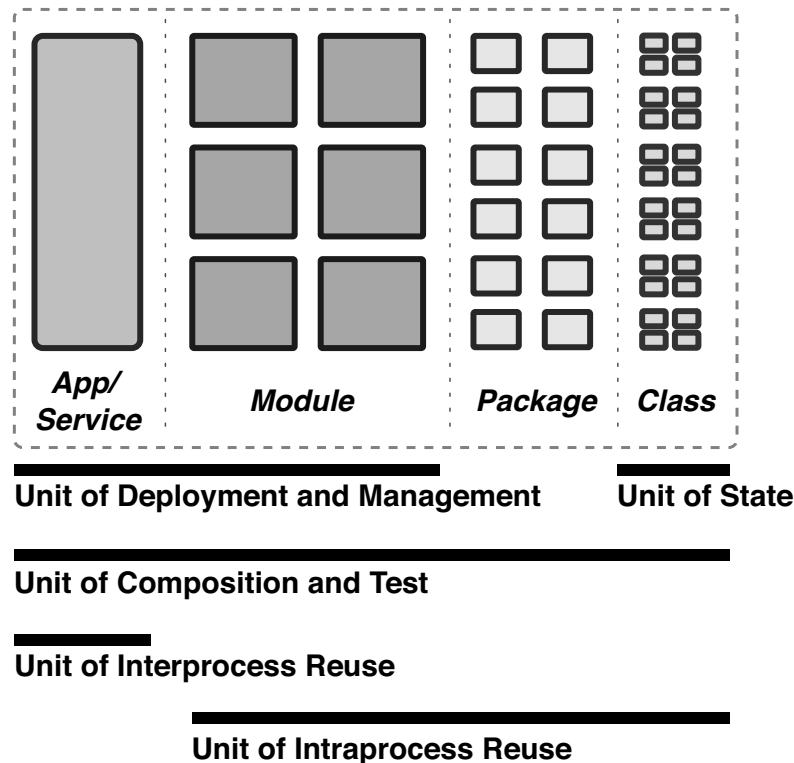 App/
Service
Module
Package
Class
Unit of Deployment and Management
Unit of State
Unit of Composition and Test
Unit of Interprocess Reuse
Unit of Intraprocess Reuse